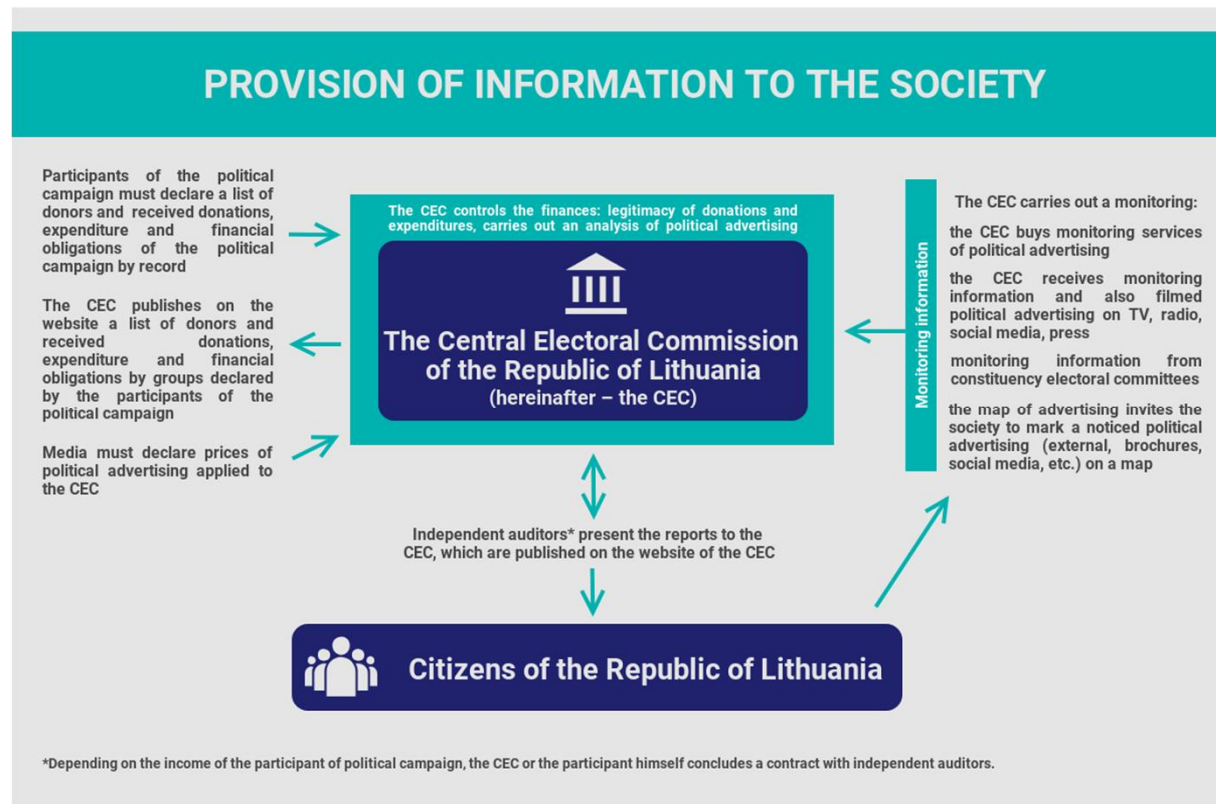 PROVISION OF INFORMATION TO THE SOCIETY
Participants of the political
campaign must declare a list of
donors and received donations,
expenditure and financial
obligations of the political
campaign by record
The CEC publishes on the
website a list of donors and
received donations,
expenditure and financial
obligations by groups declared
by the participants of the
political campaign
Media must declare prices of
political advertising applied to
the CEC
The CEC controls the finances: legitimacy of donations and
expenditures, carries out an analysis of political advertising
The Central Electoral Commission
of the Republic of Lithuania
(hereinafter – the CEC)
Monitoring information
The CEC carries out a monitoring:
the CEC buys monitoring services
of political advertising
the CEC receives monitoring
information and also filmed
political advertising on TV, radio,
social media, press
monitoring information from
constituency electoral committees
the map of advertising invites the
society to mark a noticed political
advertising (external, brochures,
social media, etc.) on a map
Independent auditors* present the reports to the
CEC, which are published on the website of the CEC
Citizens of the Republic of Lithuania
*Depending on the income of the participant of political campaign, the CEC or the participant himself concludes a contract with independent auditors.